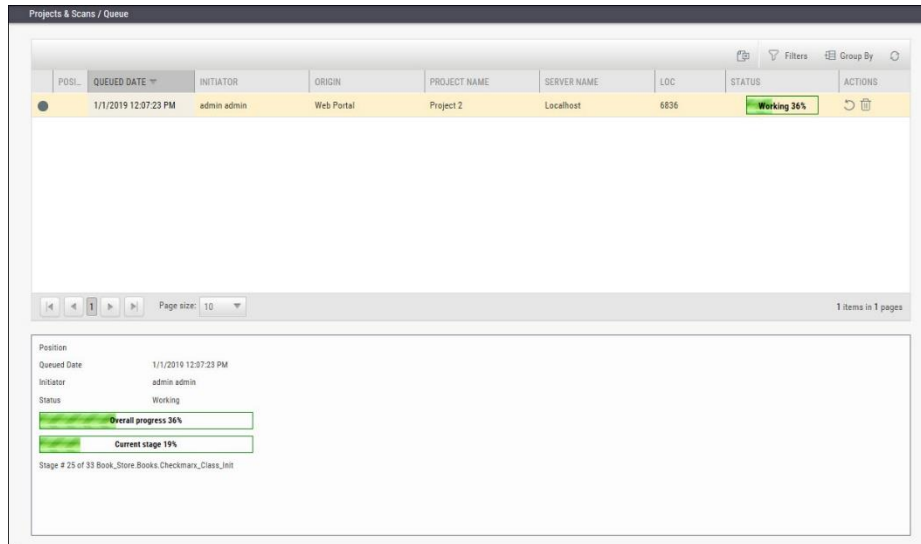 Projects & Scans / Queue
Filters Group By
POSI... QUEUED DATE INITIATOR ORIGIN PROJECT NAME SERVER NAME LOC STATUS ACTIONS
1/1/2019 12:07:23 PM admin admin Web Portal Project 2 Localhost 6836 Working 36%
1 Page size: 10 1 items in 1 pages
Position
Queued Date 1/1/2019 12:07:23 PM
Initiator admin admin
Status Working
Overall progress 36%
Current stage 19%
Stage # 25 of 33 Book_Store.Books.Checkmarx_Class_Init